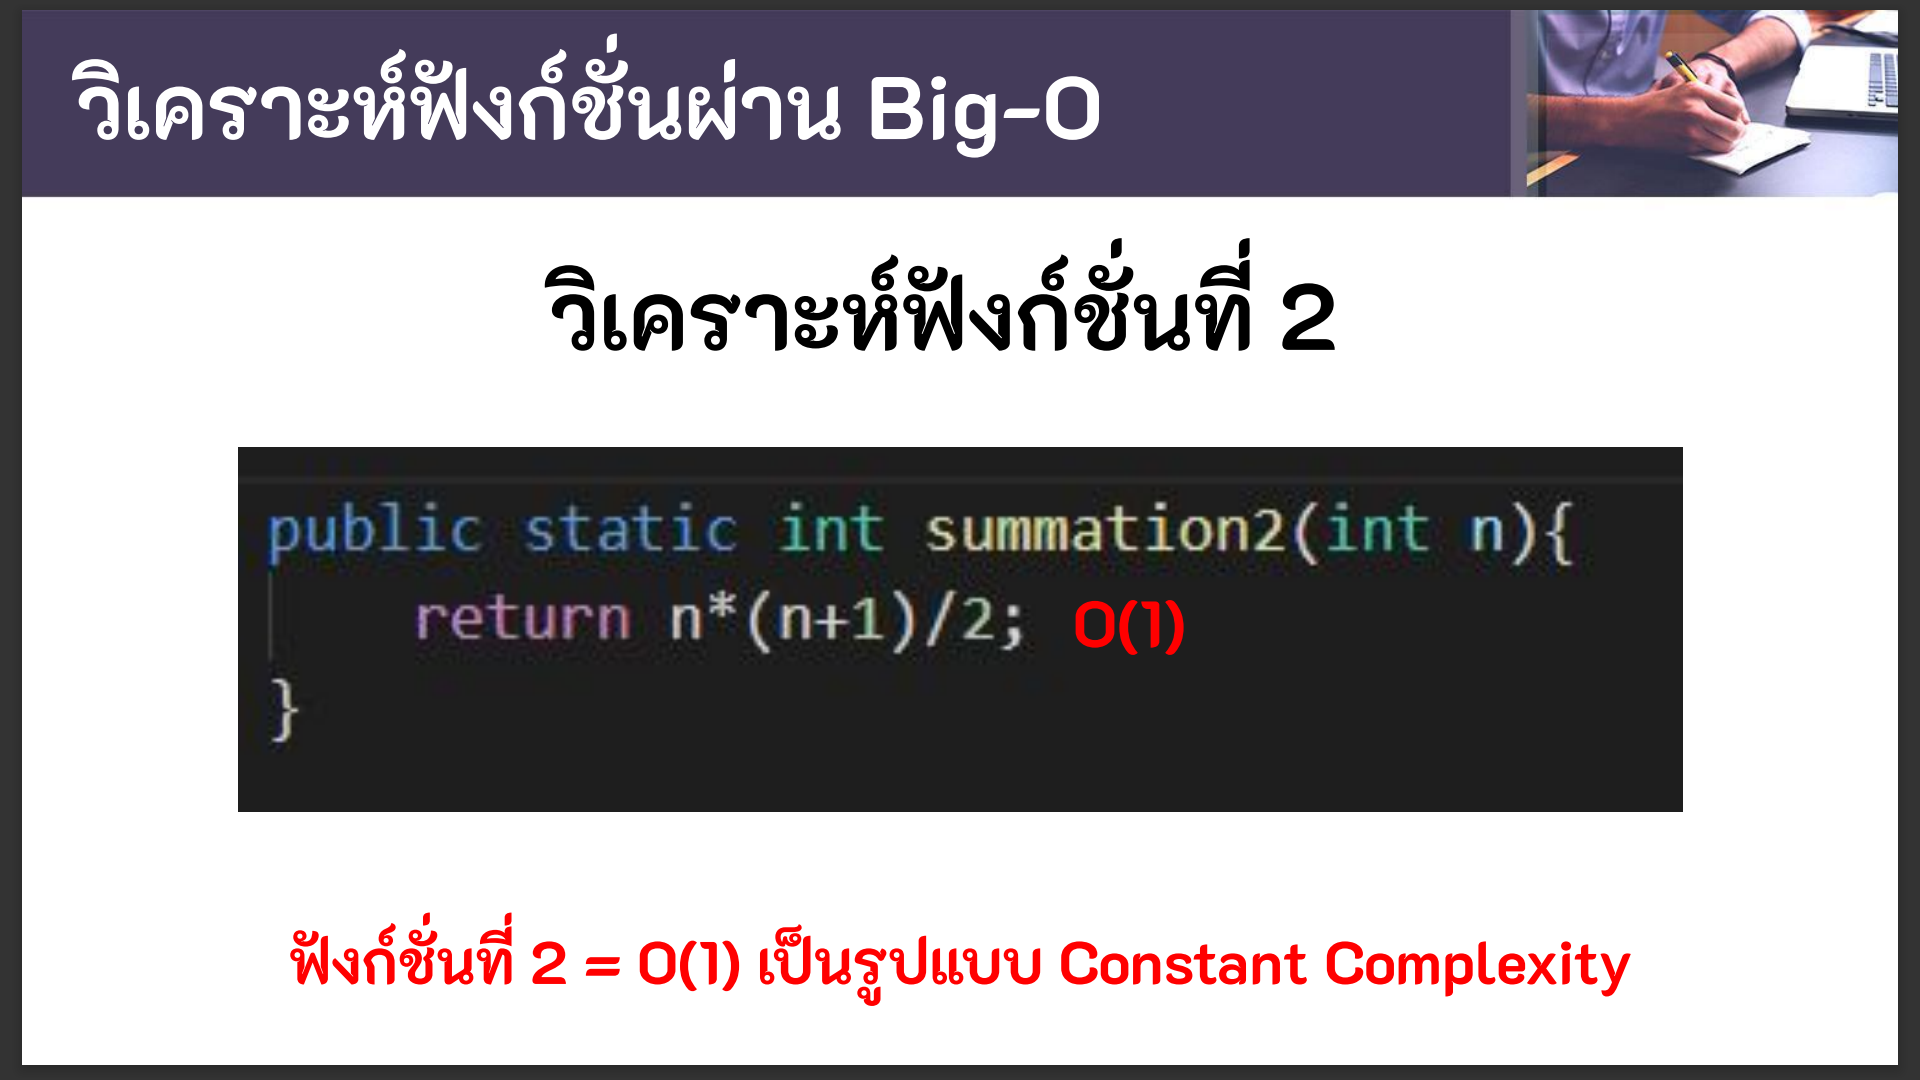 วิเคราะห์ฟังก์ชั่นผ่าน Big-O
วิเคราะห์ฟังก์ชั่นที่ 2
public static int summation2(int n){
return n*(n+1)/2; O(1)
}
ฟังก์ชั่นที่ 2 = O(1) เป็นรูปแบบ Constant Complexity